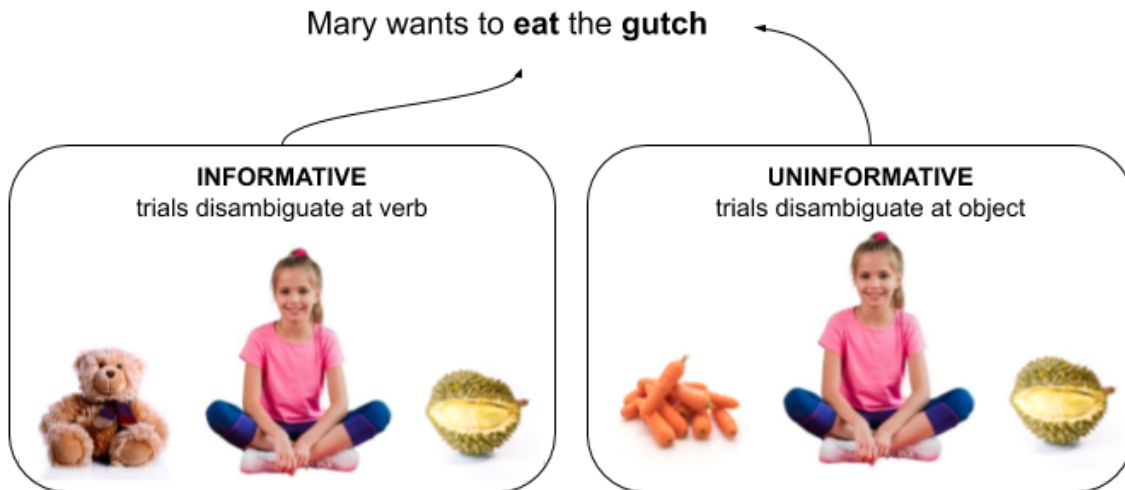 Mary wants to eat the gutch
INFORMATIVE
trials disambiguate at verb
UNINFORMATIVE
trials disambiguate at object